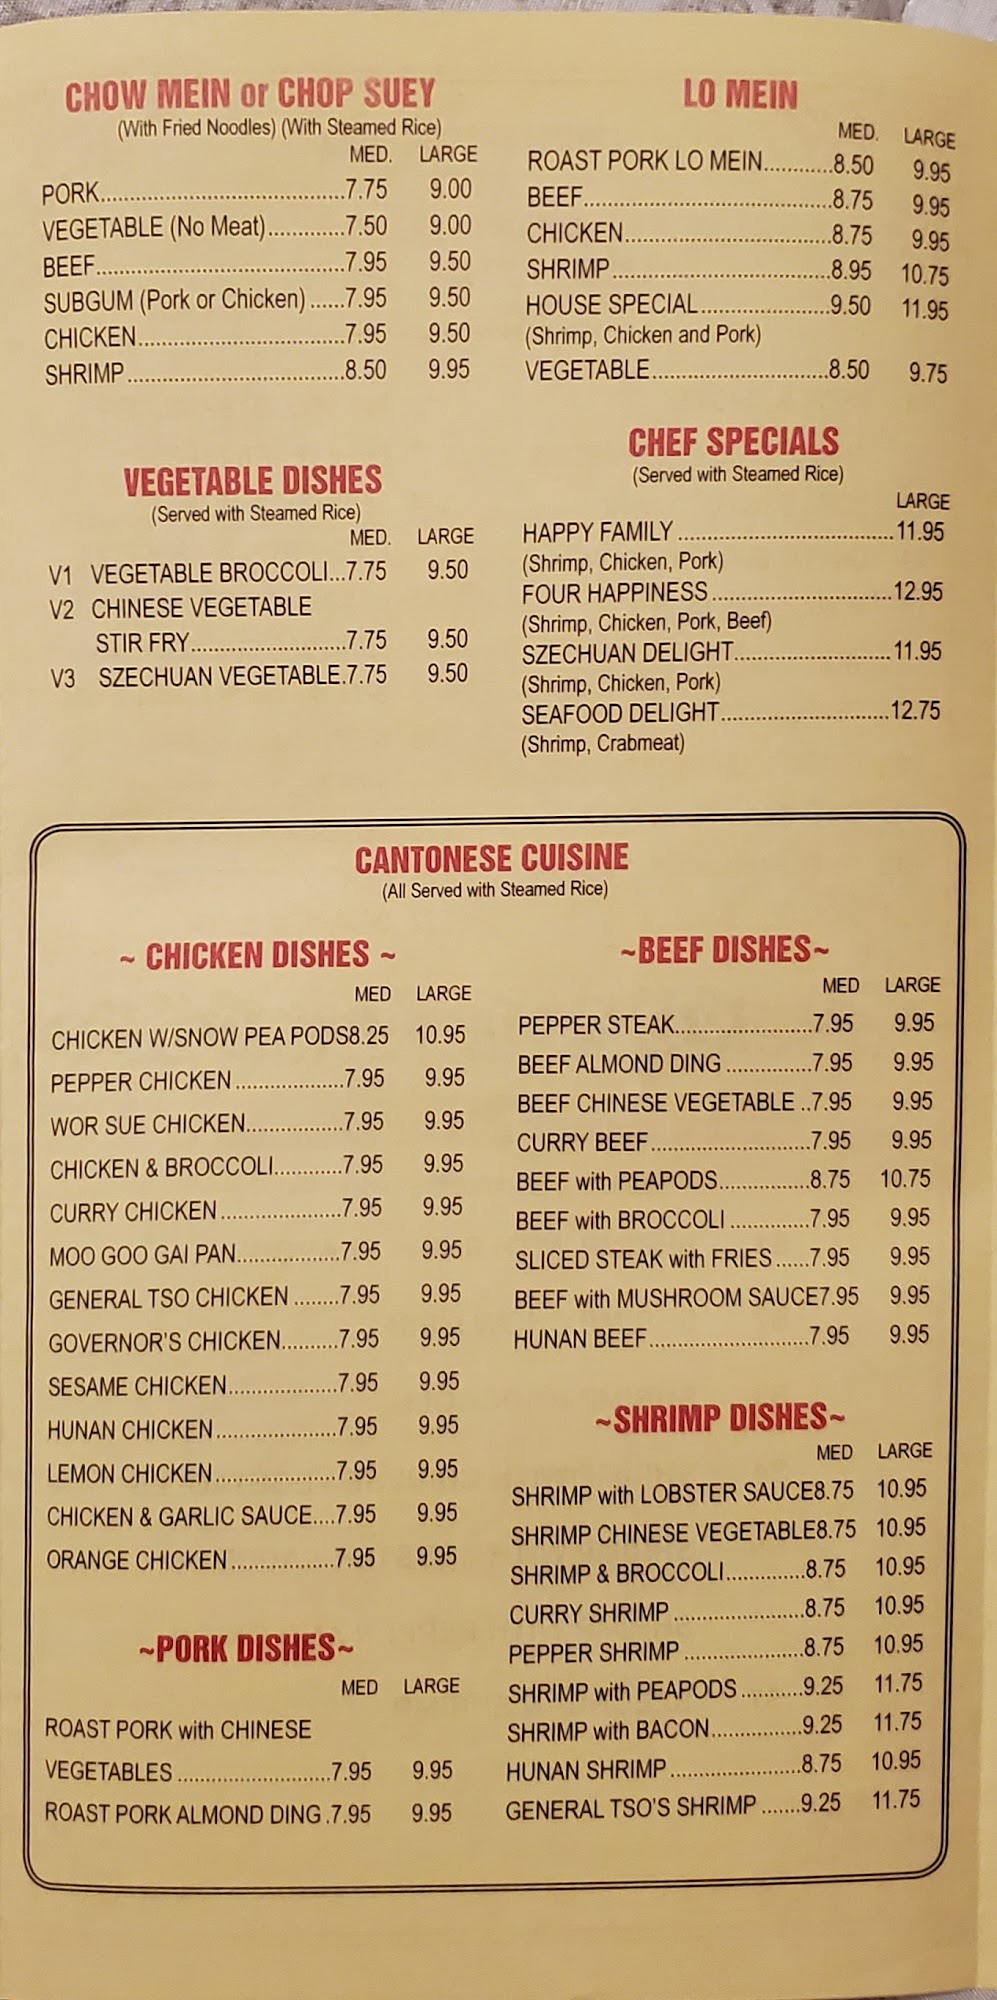 CHOW MEIN or CHOP SUEY
(With Fried Noodles) (With Steamed Rice)
MED. LARGE
PORK.......................................7.75 9.00
VEGETABLE (No Meat).............7.50 9.00
BEEF........................................7.95 9.50
SUBGUM (Pork or Chicken) ......7.95 9.50
CHICKEN.................................7.95 9.50
SHRIMP ...................................8.50 9.95
VEGETABLE DISHES
(Served with Steamed Rice)
MED. LARGE
V1 VEGETABLE BROCCOLI...7.75 9.50
V2 CHINESE VEGETABLE
STIR FRY.........................7.75 9.50
V3 SZECHUAN VEGETABLE.7.75 9.50
LO MEIN
MED. LARGE
ROAST PORK LO MEIN...........8.50 9.95
BEEF........................................8.75 9.95
CHICKEN.................................8.75 9.95
SHRIMP...................................8.95 10.75
HOUSE SPECIAL.....................9.50 11.95
(Shrimp, Chicken and Pork)
VEGETABLE............................8.50 9.75
CHEF SPECIALS
(Served with Steamed Rice)
LARGE
HAPPY FAMILY ...................................11.95
(Shrimp, Chicken, Pork)
FOUR HAPPINESS .............................12.95
(Shrimp, Chicken, Pork, Beef)
SZECHUAN DELIGHT.........................11.95
(Shrimp, Chicken, Pork)
SEAFOOD DELIGHT...........................12.75
(Shrimp, Crabmeat)
CANTONESE CUISINE
(All Served with Steamed Rice)
~ CHICKEN DISHES ~
MED LARGE
CHICKEN W/SNOW PEA PODS8.25 10.95
PEPPER CHICKEN ....................7.95 9.95
WOR SUE CHICKEN..................7.95 9.95
CHICKEN & BROCCOLI............7.95 9.95
CURRY CHICKEN ......................7.95 9.95
MOO GOO GAI PAN...................7.95 9.95
GENERAL TSO CHICKEN ........7.95 9.95
GOVERNOR'S CHICKEN..........7.95 9.95
SESAME CHICKEN....................7.95 9.95
HUNAN CHICKEN ......................7.95 9.95
LEMON CHICKEN ......................7.95 9.95
CHICKEN & GARLIC SAUCE....7.95 9.95
ORANGE CHICKEN ...................7.95 9.95
~PORK DISHES~
MED LARGE
ROAST PORK with CHINESE
VEGETABLES ............................7.95 9.95
ROAST PORK ALMOND DING .7.95 9.95
~BEEF DISHES~
MED LARGE
PEPPER STEAK.........................7.95 9.95
BEEF ALMOND DING ...............7.95 9.95
BEEF CHINESE VEGETABLE ..7.95 9.95
CURRY BEEF.............................7.95 9.95
BEEF with PEAPODS................8.75 10.75
BEEF with BROCCOLI ..............7.95 9.95
SLICED STEAK with FRIES ......7.95 9.95
BEEF with MUSHROOM SAUCE7.95 9.95
HUNAN BEEF.............................7.95 9.95
~SHRIMP DISHES~
MED LARGE
SHRIMP with LOBSTER SAUCE8.75 10.95
SHRIMP CHINESE VEGETABLE8.75 10.95
SHRIMP & BROCCOLI..............8.75 10.95
CURRY SHRIMP ........................8.75 10.95
PEPPER SHRIMP ......................8.75 10.95
SHRIMP with PEAPODS ...........9.25 11.75
SHRIMP with BACON................9.25 11.75
HUNAN SHRIMP ........................8.75 10.95
GENERAL TSO'S SHRIMP .......9.25 11.75